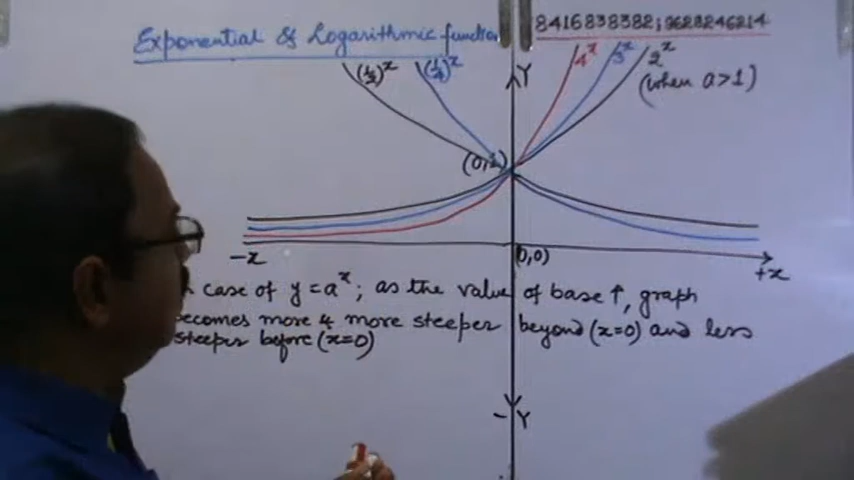 Exponential & Logarithmic function
8416838382; 9628246214
(½)^x
(¼)^x
Y
4^x
3^x
2^x
(when a>1)
(0,1)
(0,0)
-x
+x
case of y = a^x ; as the value of base ↑, graph
becomes more & more steeper beyond (x=0) and less
steeper before (x=0)
-Y